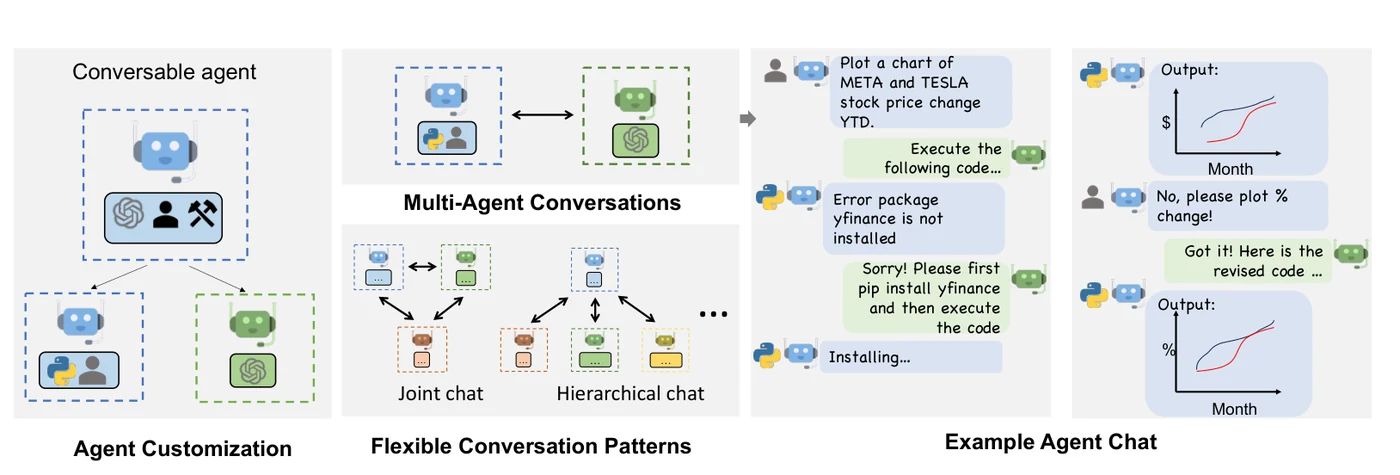 Conversable agent
Agent Customization
Multi-Agent Conversations
...
...
...
...
...
...
...
...
Joint chat
Hierarchical chat
Flexible Conversation Patterns
Plot a chart of
META and TESLA
stock price change
YTD.
Execute the
following code...
Error package
yfinance is not
installed
Sorry! Please first
pip install yfinance
and then execute
the code
Installing...
Output:
$
Month
No, please plot %
change!
Got it! Here is the
revised code ...
Output:
%
Month
Example Agent Chat